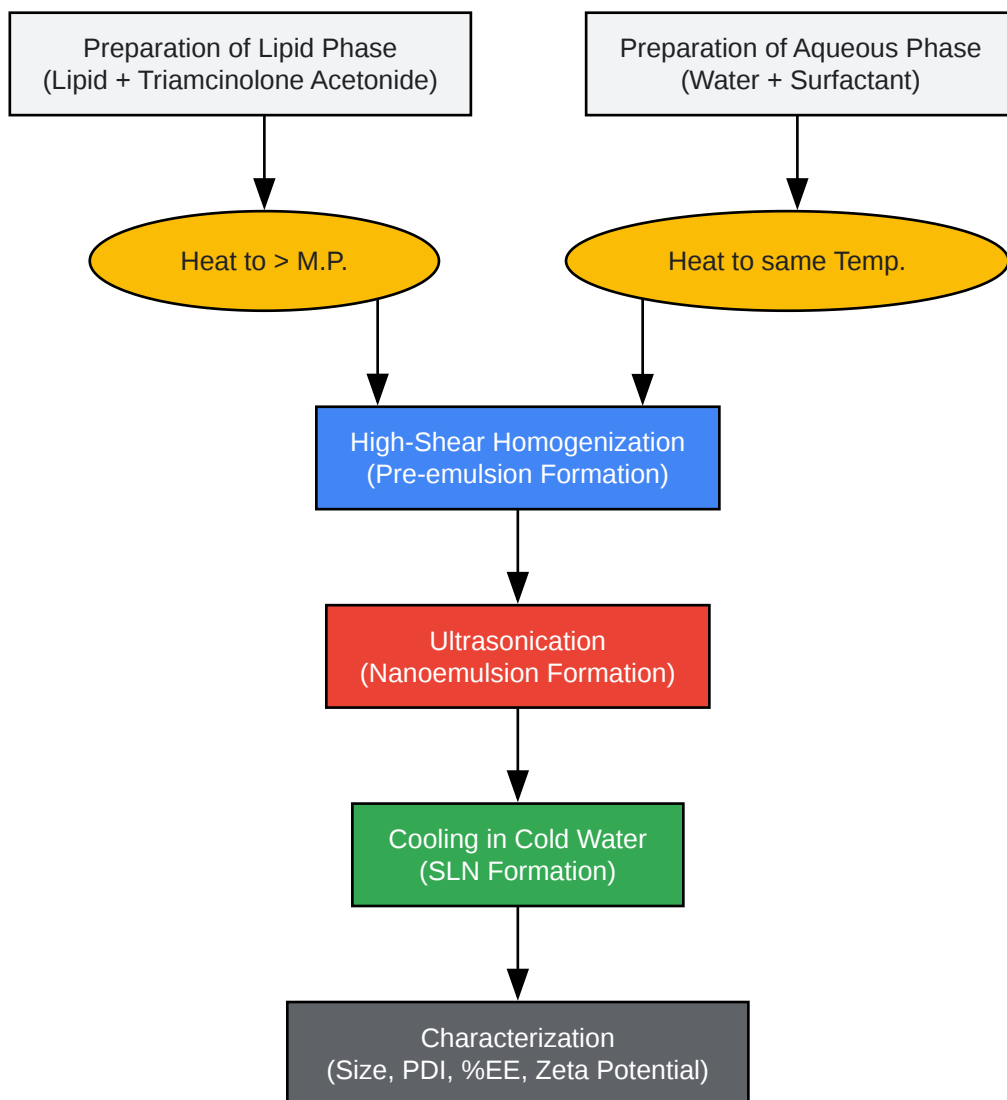 Preparation of Lipid Phase
(Lipid + Triamcinolone Acetonide)
Preparation of Aqueous Phase
(Water + Surfactant)
Heat to > M.P.
Heat to same Temp.
High-Shear Homogenization
(Pre-emulsion Formation)
Ultrasonication
(Nanoemulsion Formation)
Cooling in Cold Water
(SLN Formation)
Characterization
(Size, PDI, %EE, Zeta Potential)